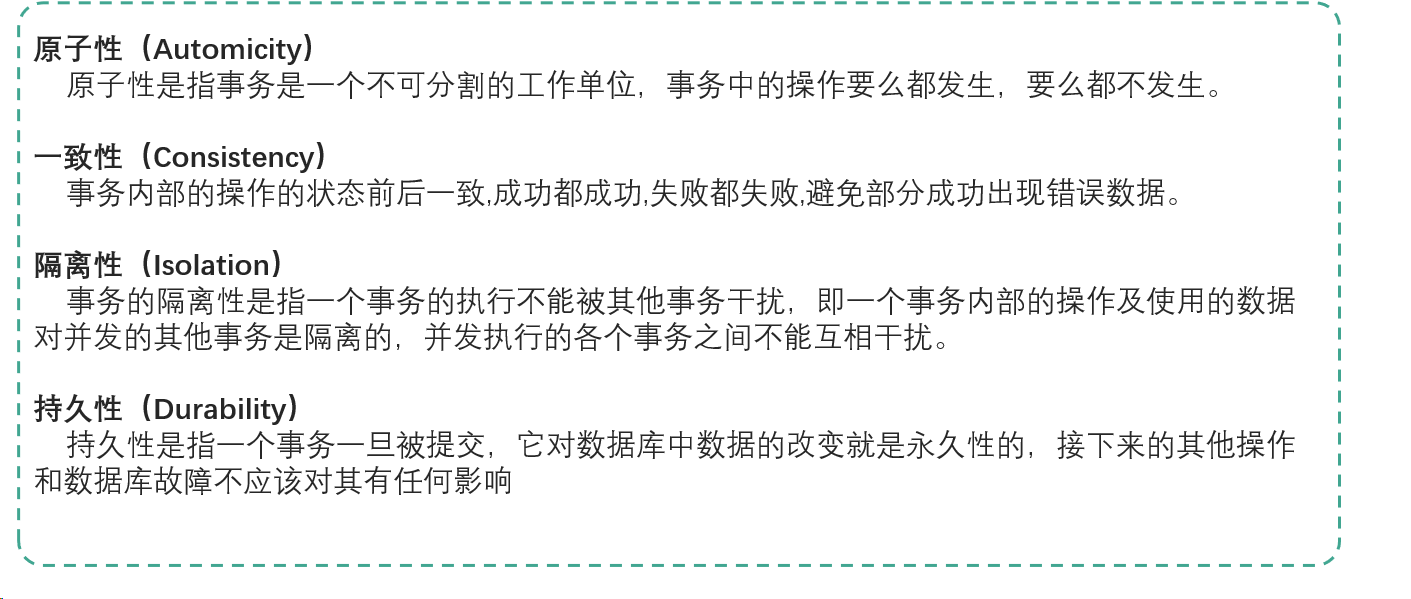 原子性（Automicity）
原子性是指事务是一个不可分割的工作单位，事务中的操作要么都发生，要么都不发生。
一致性（Consistency）
事务内部的操作的状态前后一致,成功都成功,失败都失败,避免部分成功出现错误数据。
隔离性（Isolation）
事务的隔离性是指一个事务的执行不能被其他事务干扰，即一个事务内部的操作及使用的数据
对并发的其他事务是隔离的，并发执行的各个事务之间不能互相干扰。
持久性（Durability）
持久性是指一个事务一旦被提交，它对数据库中数据的改变就是永久性的，接下来的其他操作
和数据库故障不应该对其有任何影响